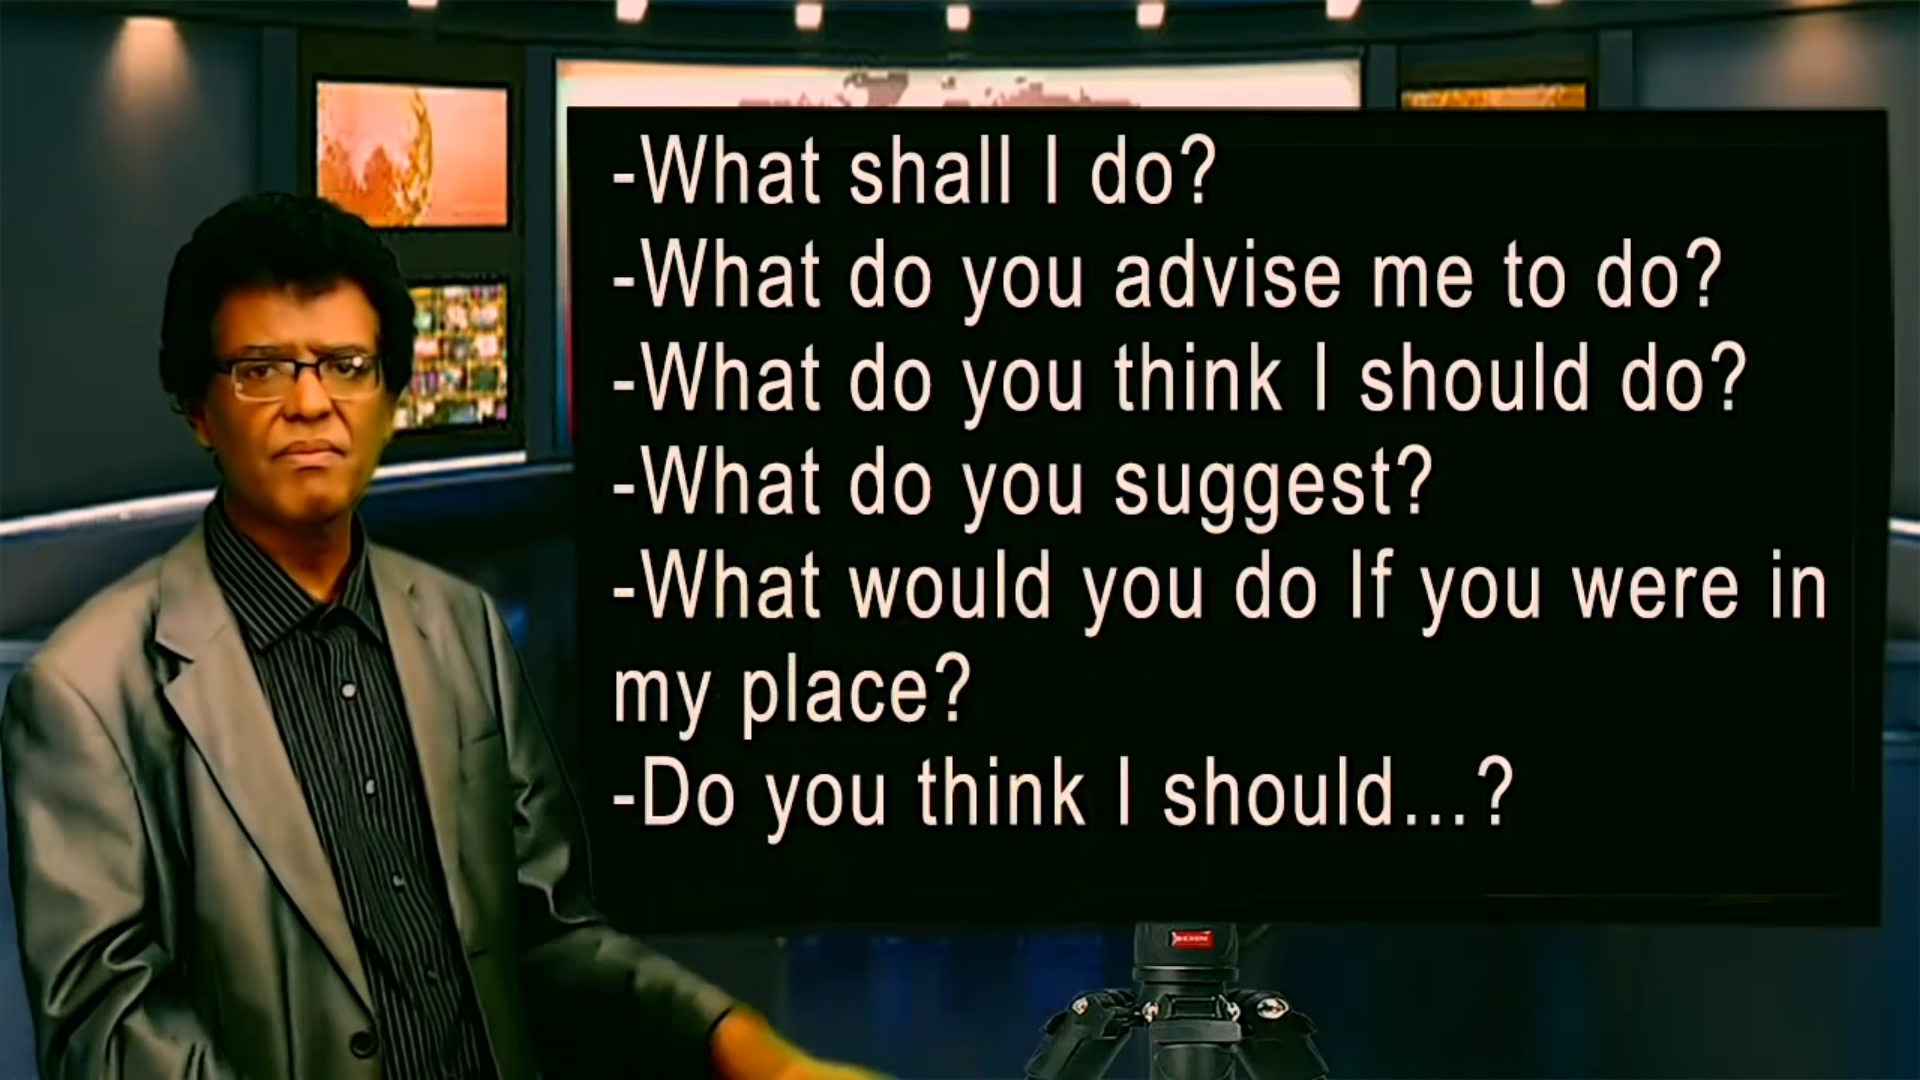 -What shall I do?
-What do you advise me to do?
-What do you think I should do?
-What do you suggest?
-What would you do If you were in
my place?
-Do you think I should...?